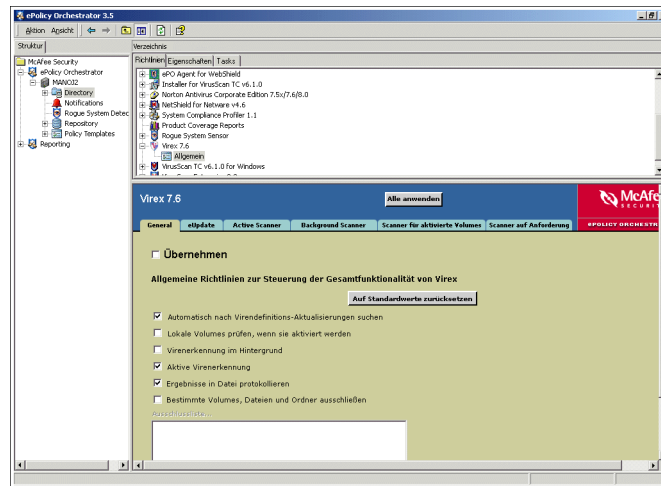 ePolicy Orchestrator 3.5
Aktion Ansicht
Struktur
McAfee Security
ePolicy Orchestrator
MANOJ2
Directory
Notifications
Rogue System Detec
Repository
Policy Templates
Reporting
Verzeichnis
Richtlinien Eigenschaften Tasks
ePO Agent for WebShield
Installer for VirusScan TC v6.1.0
Norton Antivirus Corporate Edition 7.5x/7.6/8.0
NetShield for Netware v4.6
System Compliance Profiler 1.1
Product Coverage Reports
Rogue System Sensor
Virex 7.6
Allgemein
VirusScan TC v6.1.0 for Windows
Virex 7.6
Alle anwenden
McAfe
SECURIT
General eUpdate Active Scanner Background Scanner Scanner für aktivierte Volumes Scanner auf Anforderung
EPOLICY ORCHESTR
Übernehmen
Allgemeine Richtlinien zur Steuerung der Gesamtfunktionalität von Virex
Auf Standardwerte zurücksetzen
Automatisch nach Virendefinitions-Aktualisierungen suchen
Lokale Volumes prüfen, wenn sie aktiviert werden
Virenerkennung im Hintergrund
Aktive Virenerkennung
Ergebnisse in Datei protokollieren
Bestimmte Volumes, Dateien und Ordner ausschließen
Ausschlussliste...